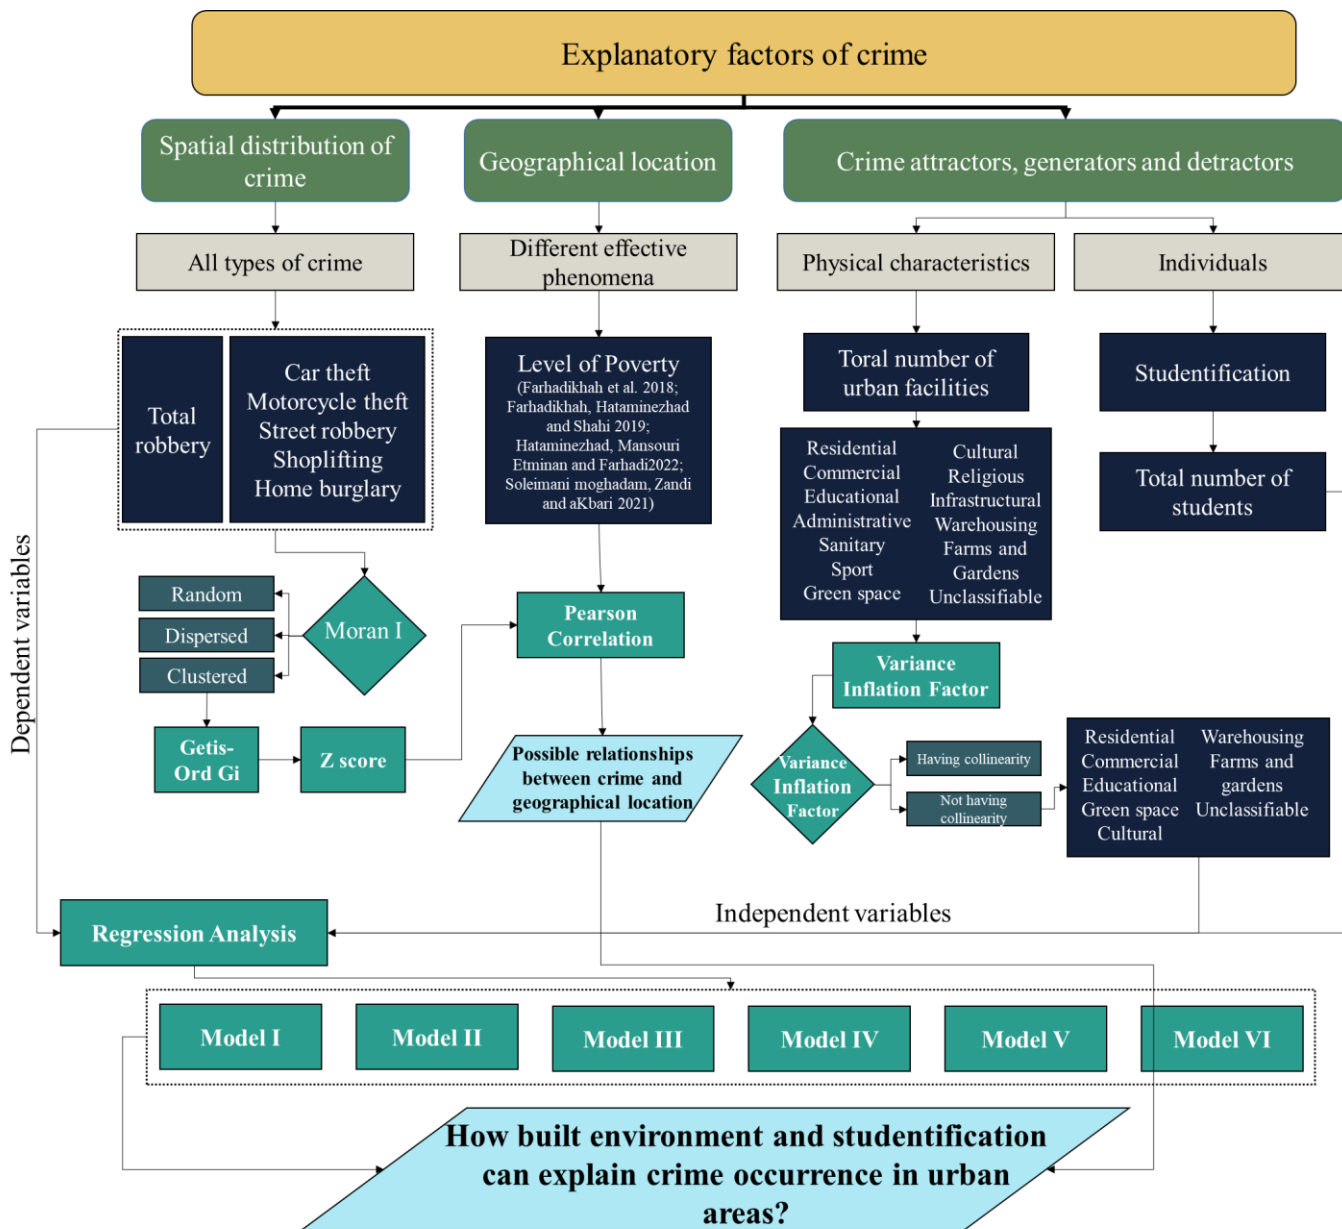 Explanatory factors of crime
Spatial distribution of
crime
Geographical location
Crime attractors, generators and detractors
All types of crime
Different effective
phenomena
Physical characteristics
Individuals
Total
robbery
Car theft
Motorcycle theft
Street robbery
Shoplifting
Home burglary
Level of Poverty
(Farhadikhah et al. 2018;
Farhadikhah, Hataminezhad
and Shahi 2019;
Hataminezhad, Mansouri
Etminan and Farhadi2022;
Soleimani moghadam, Zandi
and aKbari 2021)
Toral number of
urban facilities
Studentification
Residential
Commercial
Educational
Administrative
Sanitary
Sport
Green space
Cultural
Religious
Infrastructural
Warehousing
Farms and
Gardens
Unclassifiable
Total number of
students
Dependent variables
Random
Dispersed
Clustered
Moran I
Pearson
Correlation
Variance
Inflation Factor
Getis-
Ord Gi
Z score
Possible relationships
between crime and
geographical location
Variance
Inflation
Factor
Having collinearity
Not having
collinearity
Residential
Commercial
Educational
Green space
Cultural
Warehousing
Farms and
gardens
Unclassifiable
Independent variables
Regression Analysis
Model I
Model II
Model III
Model IV
Model V
Model VI
How built environment and studentification
can explain crime occurrence in urban
areas?